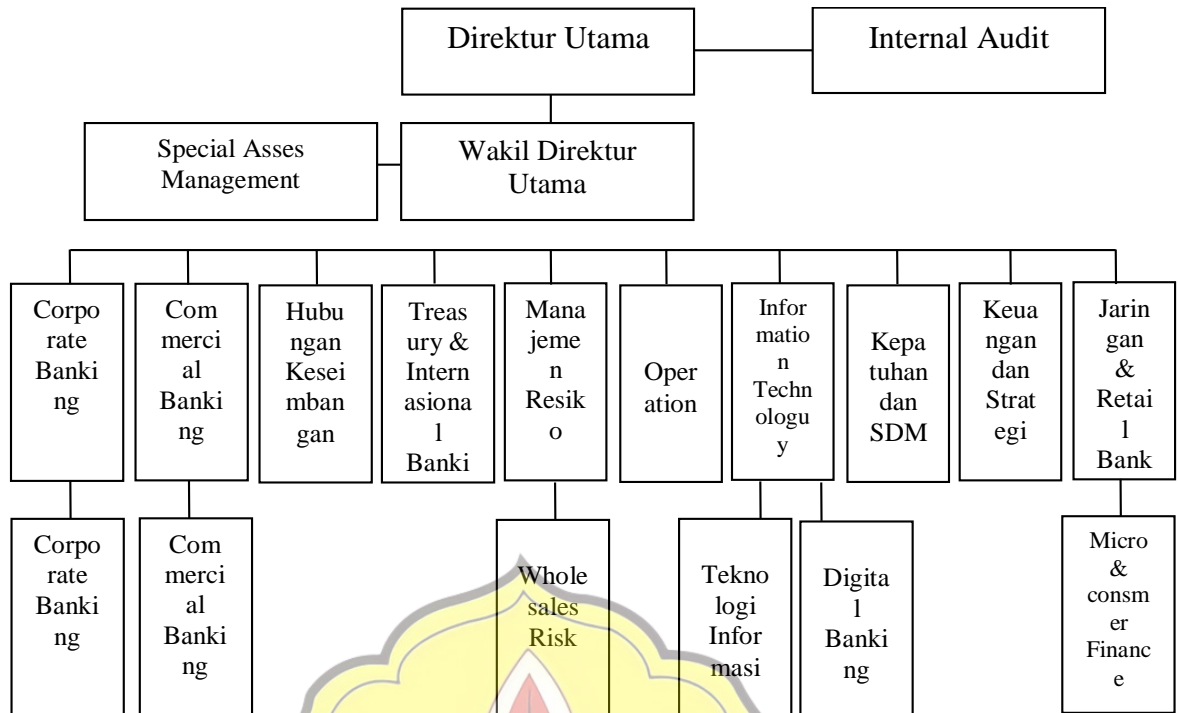 Direktur Utama
Internal Audit
Special Asses
Management
Wakil Direktur
Utama
Corpo
rate
Banki
ng
Com
merci
al
Banki
ng
Hubu
ngan
Kesei
mban
gan
Treas
ury &
Intern
asiona
l
Banki
Mana
jeme
n
Resik
o
Oper
ation
Infor
matio
n
Techn
ologu
y
Kepa
tuhan
dan
SDM
Keua
ngan
dan
Strat
egi
Jarin
gan
&
Retai
l
Bank
Corpo
rate
Banki
ng
Com
merci
al
Banki
ng
Whole
sales
Risk
Tekno
logi
Infor
masi
Digita
l
Banki
ng
Micro
&
consm
er
Financ
e